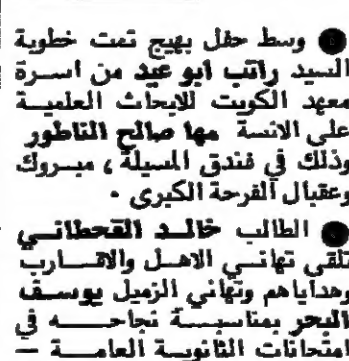 ● وسط حفل بهيج تمت خطوبة
السيد راتب ابو عيد من اسرة
معهد الكويت للابحاث العلمية
على الانسة مها صالح الناطور
وذلك في فندق المسيلة ، مبروك
وعقبال الفرحة الكبرى ٠
● الطالب خالد القحطاني
تلقى تهاني الاهل والاقارب
وهداياهم وتهاني الزميل يوسف
البحر بمناسبة نجاحه في
امتحانات الثانوية العامة —